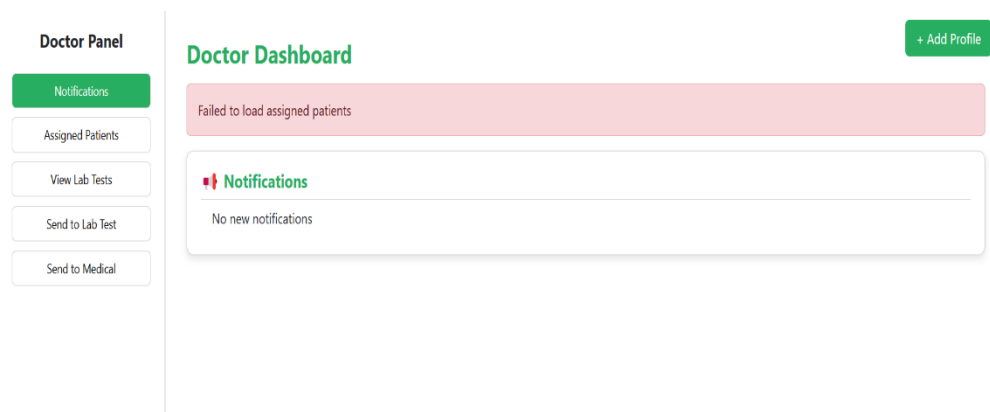 Doctor Panel
Notifications
Assigned Patients
View Lab Tests
Send to Lab Test
Send to Medical
+ Add Profile
Doctor Dashboard
Failed to load assigned patients
Notifications
No new notifications